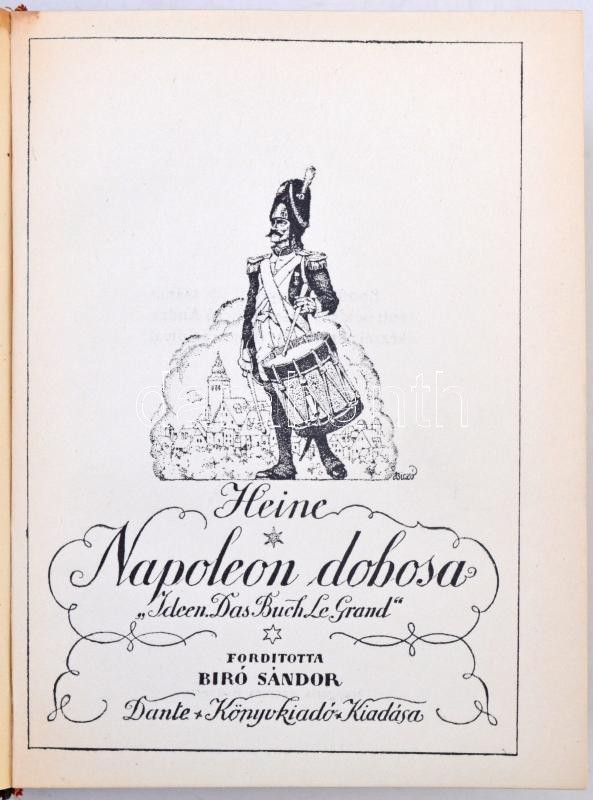 Heine
Napoleon dobosa
„Ideen. Das Buch Le Grand“
FORDITOTTA
BIRÓ SÁNDOR
Dante Könyvkiadó Kiadása